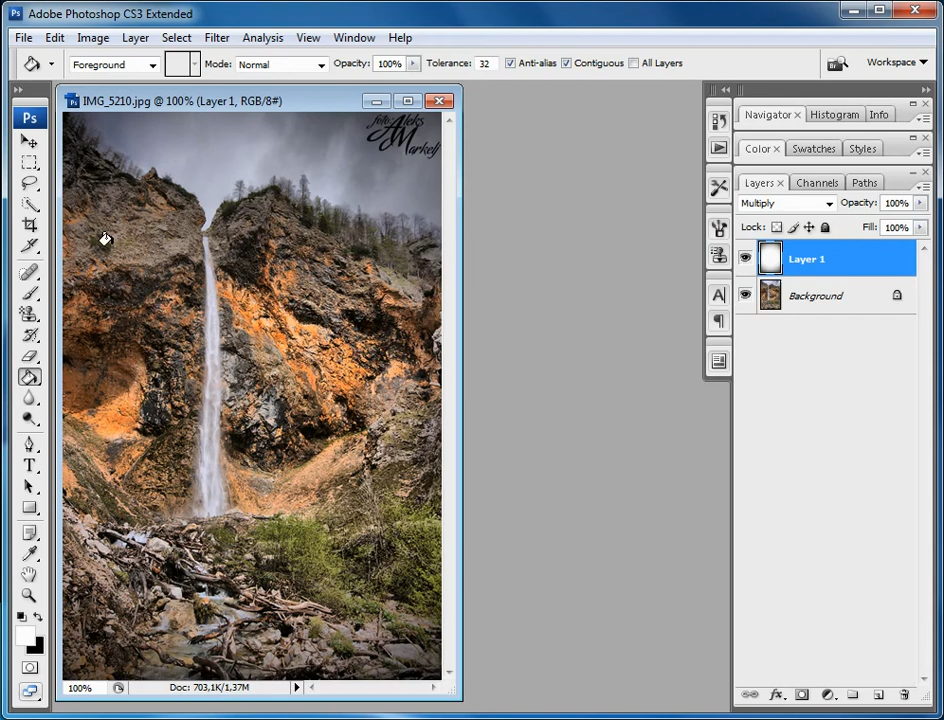 Ps Adobe Photoshop CS3 Extended
File Edit Image Layer Select Filter Analysis View Window Help
Foreground Mode: Normal Opacity: 100% Tolerance: 32 Anti-alias Contiguous All Layers Workspace
IMG_5210.jpg @ 100% (Layer 1, RGB/8#)
Ps
foto Aleks
Markelj
T
A
Navigator Histogram Info
Color Swatches Styles
Layers Channels Paths
Multiply Opacity: 100%
Lock: Fill: 100%
Layer 1
Background
fx
100% Doc: 703,1K/1,37M